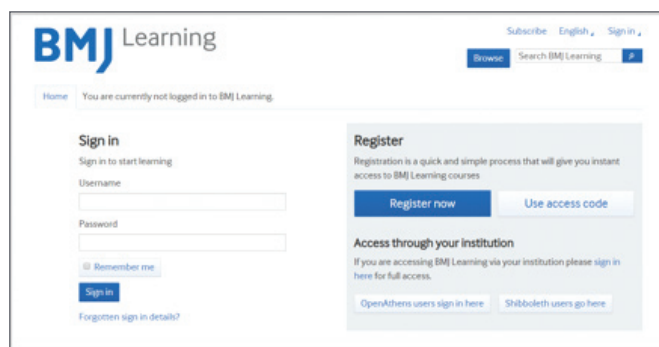 BMJ Learning
Subscribe English Sign in
Browse Search BMJ Learning
Home You are currently not logged in to BMJ Learning.
Sign in
Sign in to start learning
Username
Password
Remember me
Sign in
Forgotten sign in details?
Register
Registration is a quick and simple process that will give you instant
access to BMJ Learning courses
Register now Use access code
Access through your institution
If you are accessing BMJ Learning via your institution please sign in
here for full access.
OpenAthens users sign in here Shibboleth users go here